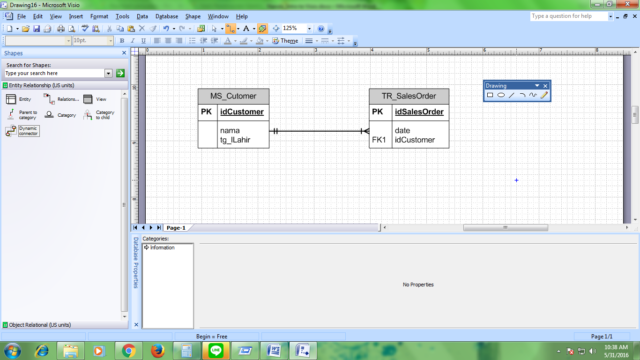 Drawing16 - Microsoft Visio
File Edit View Insert Format Tools Data Database Shape Window Help
Type a question for help
10pt.
Theme
125%
Shapes
Search for Shapes:
Type your search here
Entity Relationship (US units)
Entity
Relations...
View
Parent to category
Category
Category to child
Dynamic connector
Object Relational (US units)
MS_Cutomer
PK idCustomer
nama
tg_lLahir
TR_SalesOrder
PK idSalesOrder
date
FK1 idCustomer
Drawing
Page-1
Database Properties
Categories:
Information
No Properties
Begin = Free
Page 1/1
LINE
10:38 AM
5/31/2016